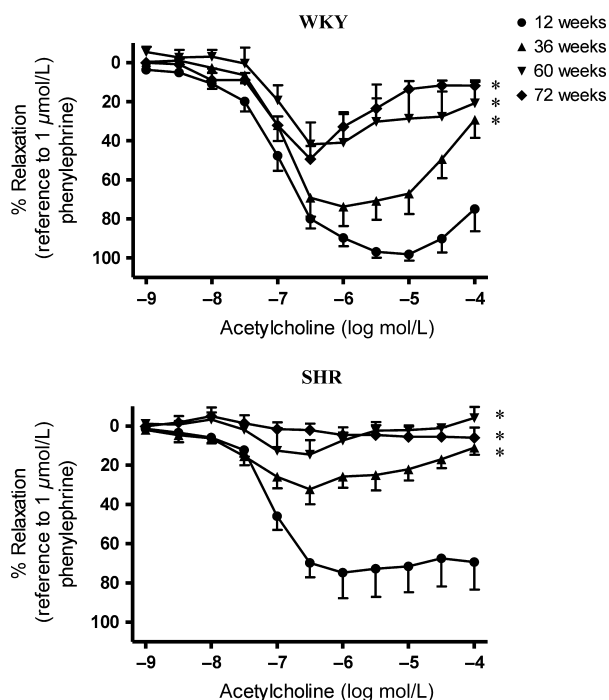 WKY
12 weeks
36 weeks
60 weeks
72 weeks
% Relaxation
(reference to 1 µmol/L)
phenylephrine)
0
20
40
60
80
100
*
*
*
–9 –8 –7 –6 –5 –4
Acetylcholine (log mol/L)
SHR
% Relaxation
(reference to 1 µmol/L)
phenylephrine)
0
20
40
60
80
100
*
*
*
–9 –8 –7 –6 –5 –4
Acetylcholine (log mol/L)